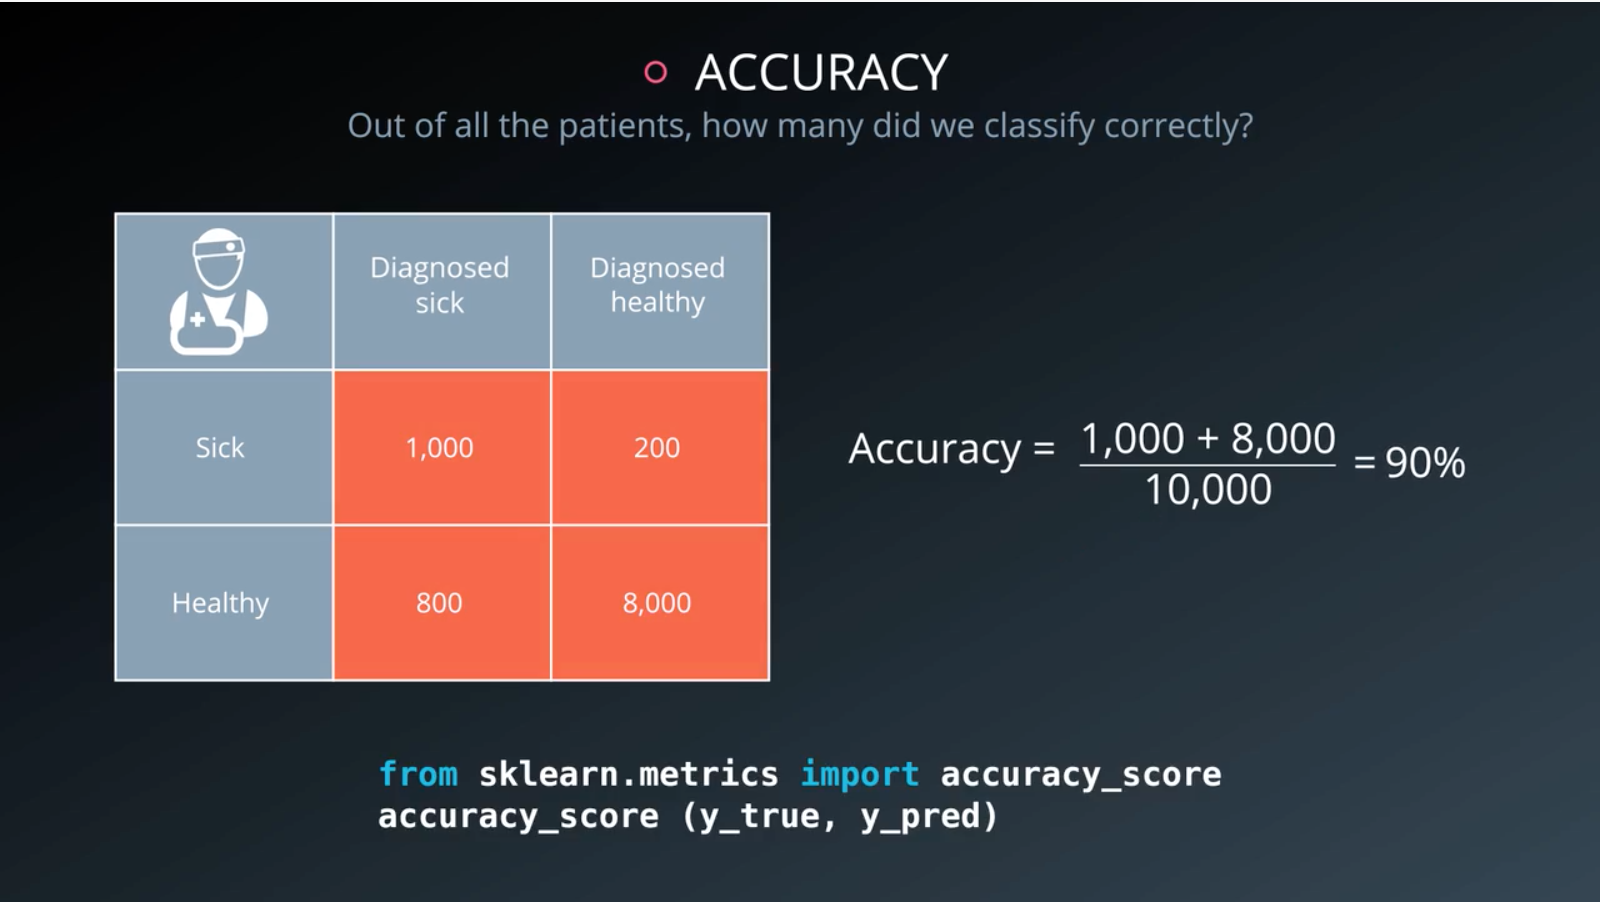 ACCURACY
Out of all the patients, how many did we classify correctly?
Diagnosed
sick
Diagnosed
healthy
Sick
1,000
200
Healthy
800
8,000
Accuracy = 1,000 + 8,000
10,000
= 90%
from sklearn.metrics import accuracy_score
accuracy_score (y_true, y_pred)